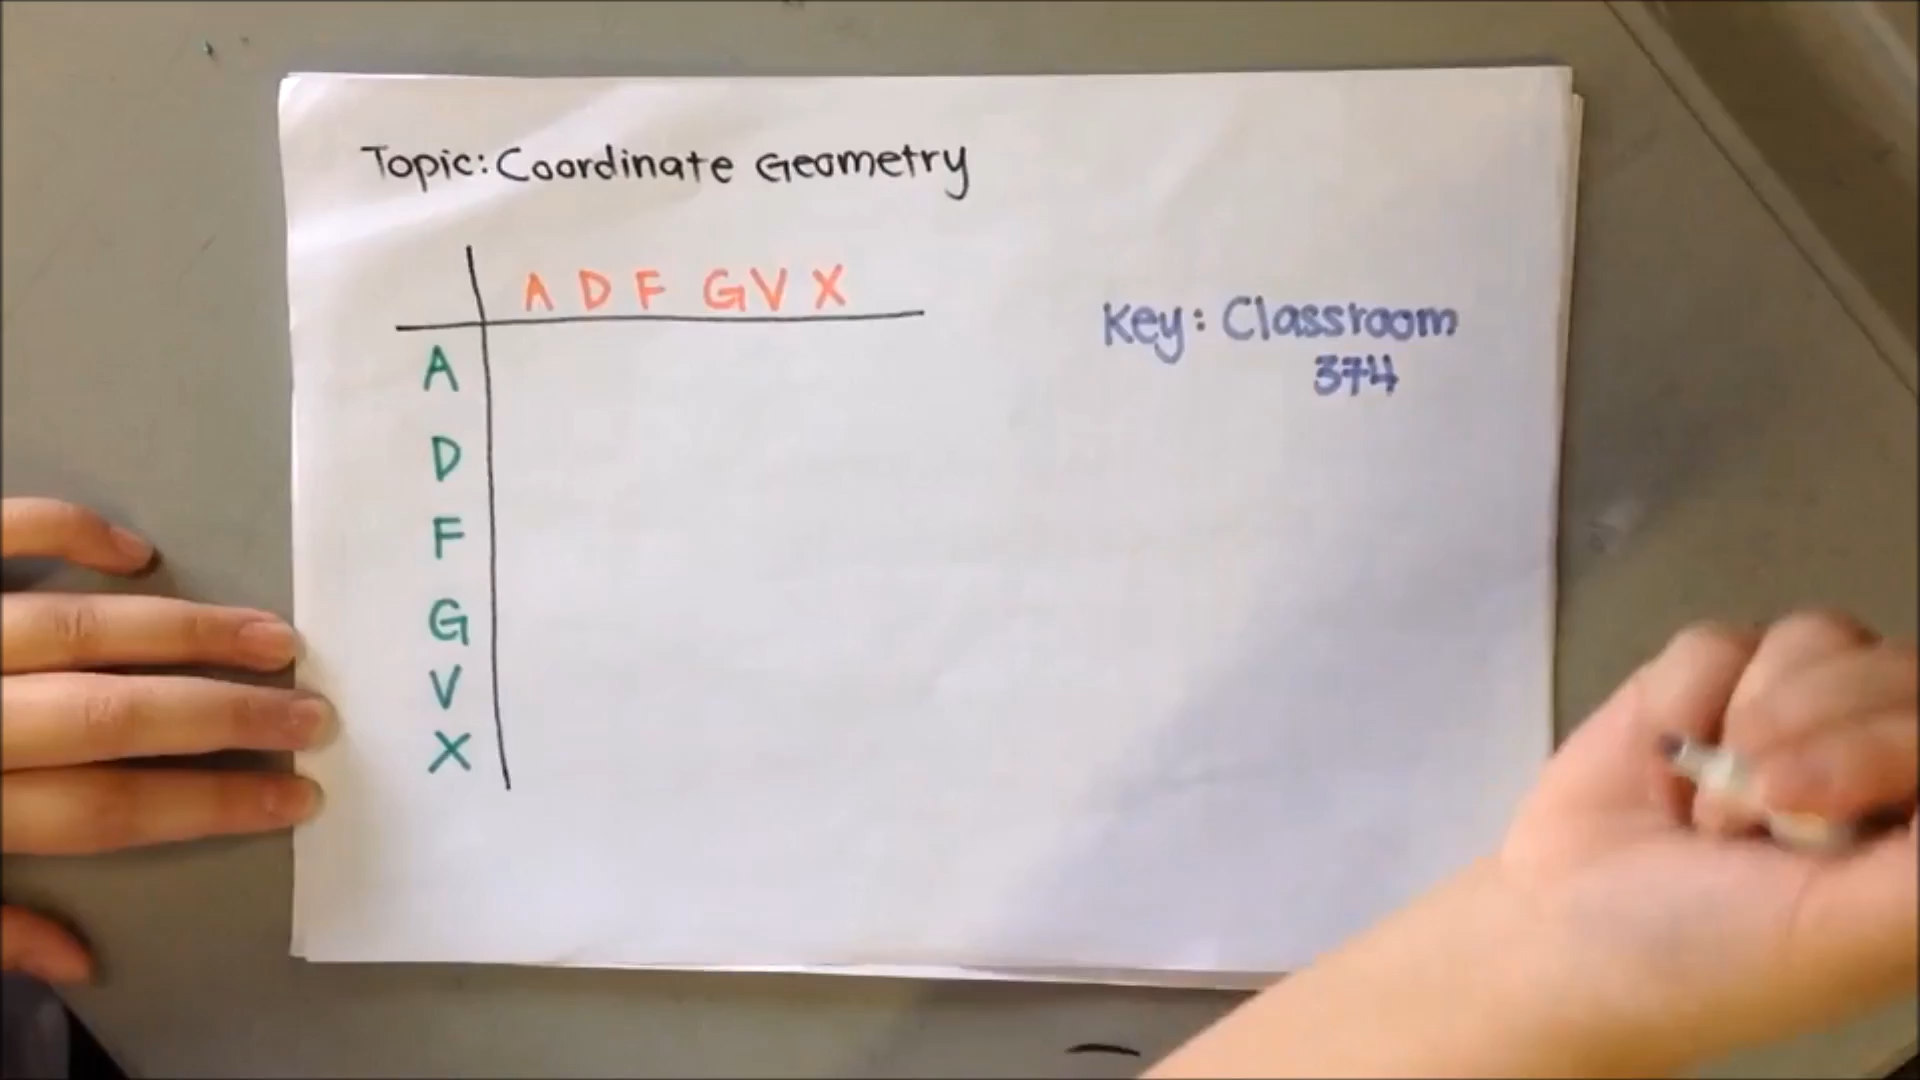 Topic: Coordinate Geometry
A D F G V X
Key: Classroom
374
A
D
F
G
V
X